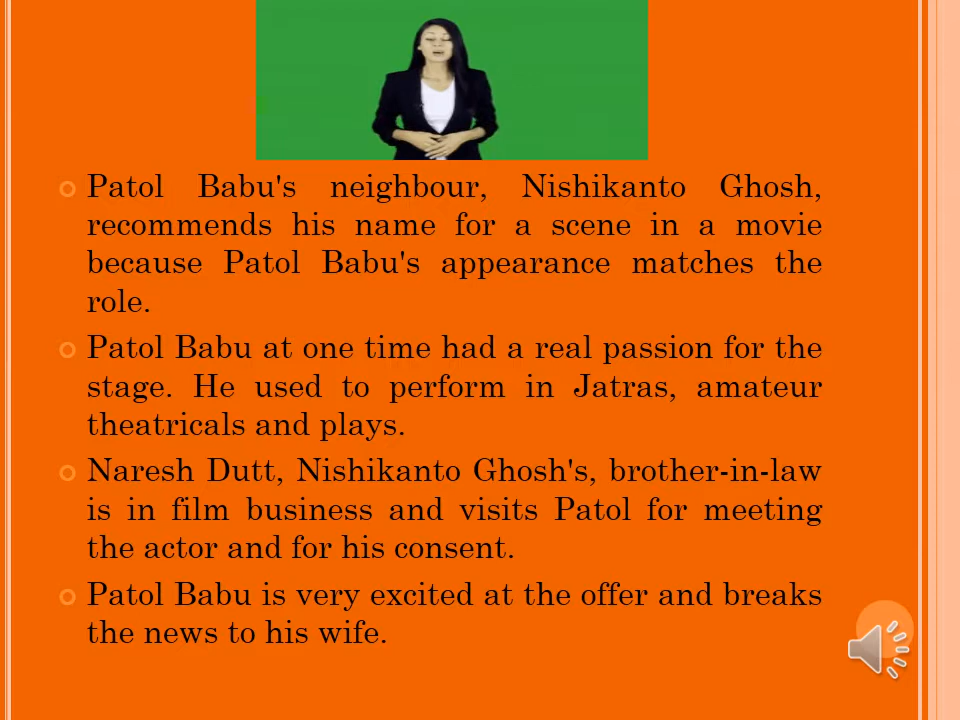 Patol Babu's neighbour, Nishikanto Ghosh,
recommends his name for a scene in a movie
because Patol Babu's appearance matches the
role.
Patol Babu at one time had a real passion for the
stage. He used to perform in Jatras, amateur
theatricals and plays.
Naresh Dutt, Nishikanto Ghosh's, brother-in-law
is in film business and visits Patol for meeting
the actor and for his consent.
Patol Babu is very excited at the offer and breaks
the news to his wife.